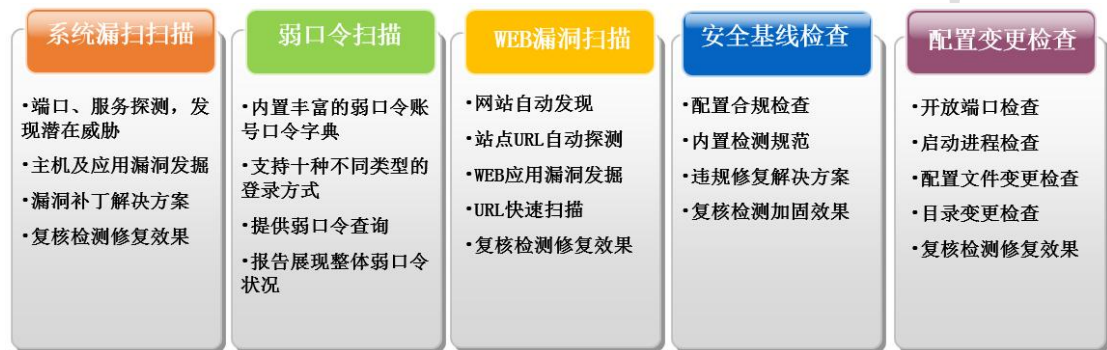 系统漏扫扫描
·端口、服务探测，发
现潜在威胁
·主机及应用漏洞发掘
·漏洞补丁解决方案
·复核检测修复效果
弱口令扫描
·内置丰富的弱口令账
号口令字典
·支持十种不同类型的
登录方式
·提供弱口令查询
·报告展现整体弱口令
状况
WEB漏洞扫描
·网站自动发现
·站点URL自动探测
·WEB应用漏洞发掘
·URL快速扫描
·复核检测修复效果
安全基线检查
·配置合规检查
·内置检测规范
·违规修复解决方案
·复核检测加固效果
配置变更检查
·开放端口检查
·启动进程检查
·配置文件变更检查
·目录变更检查
·复核检测修复效果